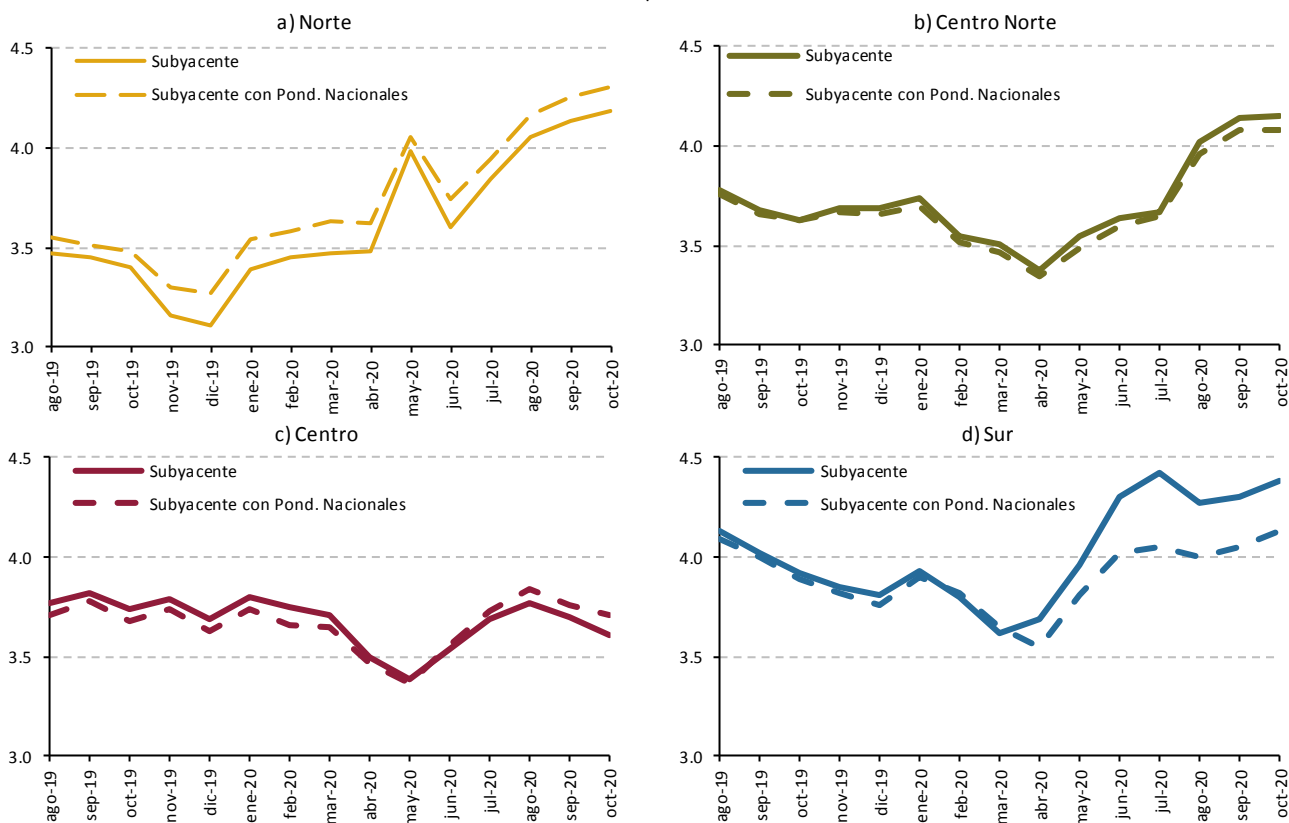 a) Norte
4.5
4.0
3.5
3.0
Subyacente
Subyacente con Pond. Nacionales
ago-19
sep-19
oct-19
nov-19
dic-19
ene-20
feb-20
mar-20
abr-20
may-20
jun-20
jul-20
ago-20
sep-20
oct-20
b) Centro Norte
4.5
4.0
3.5
3.0
Subyacente
Subyacente con Pond. Nacionales
ago-19
sep-19
oct-19
nov-19
dic-19
ene-20
feb-20
mar-20
abr-20
may-20
jun-20
jul-20
ago-20
sep-20
oct-20
c) Centro
4.5
4.0
3.5
3.0
Subyacente
Subyacente con Pond. Nacionales
ago-19
sep-19
oct-19
nov-19
dic-19
ene-20
feb-20
mar-20
abr-20
may-20
jun-20
jul-20
ago-20
sep-20
oct-20
d) Sur
4.5
4.0
3.5
3.0
Subyacente
Subyacente con Pond. Nacionales
ago-19
sep-19
oct-19
nov-19
dic-19
ene-20
feb-20
mar-20
abr-20
may-20
jun-20
jul-20
ago-20
sep-20
oct-20